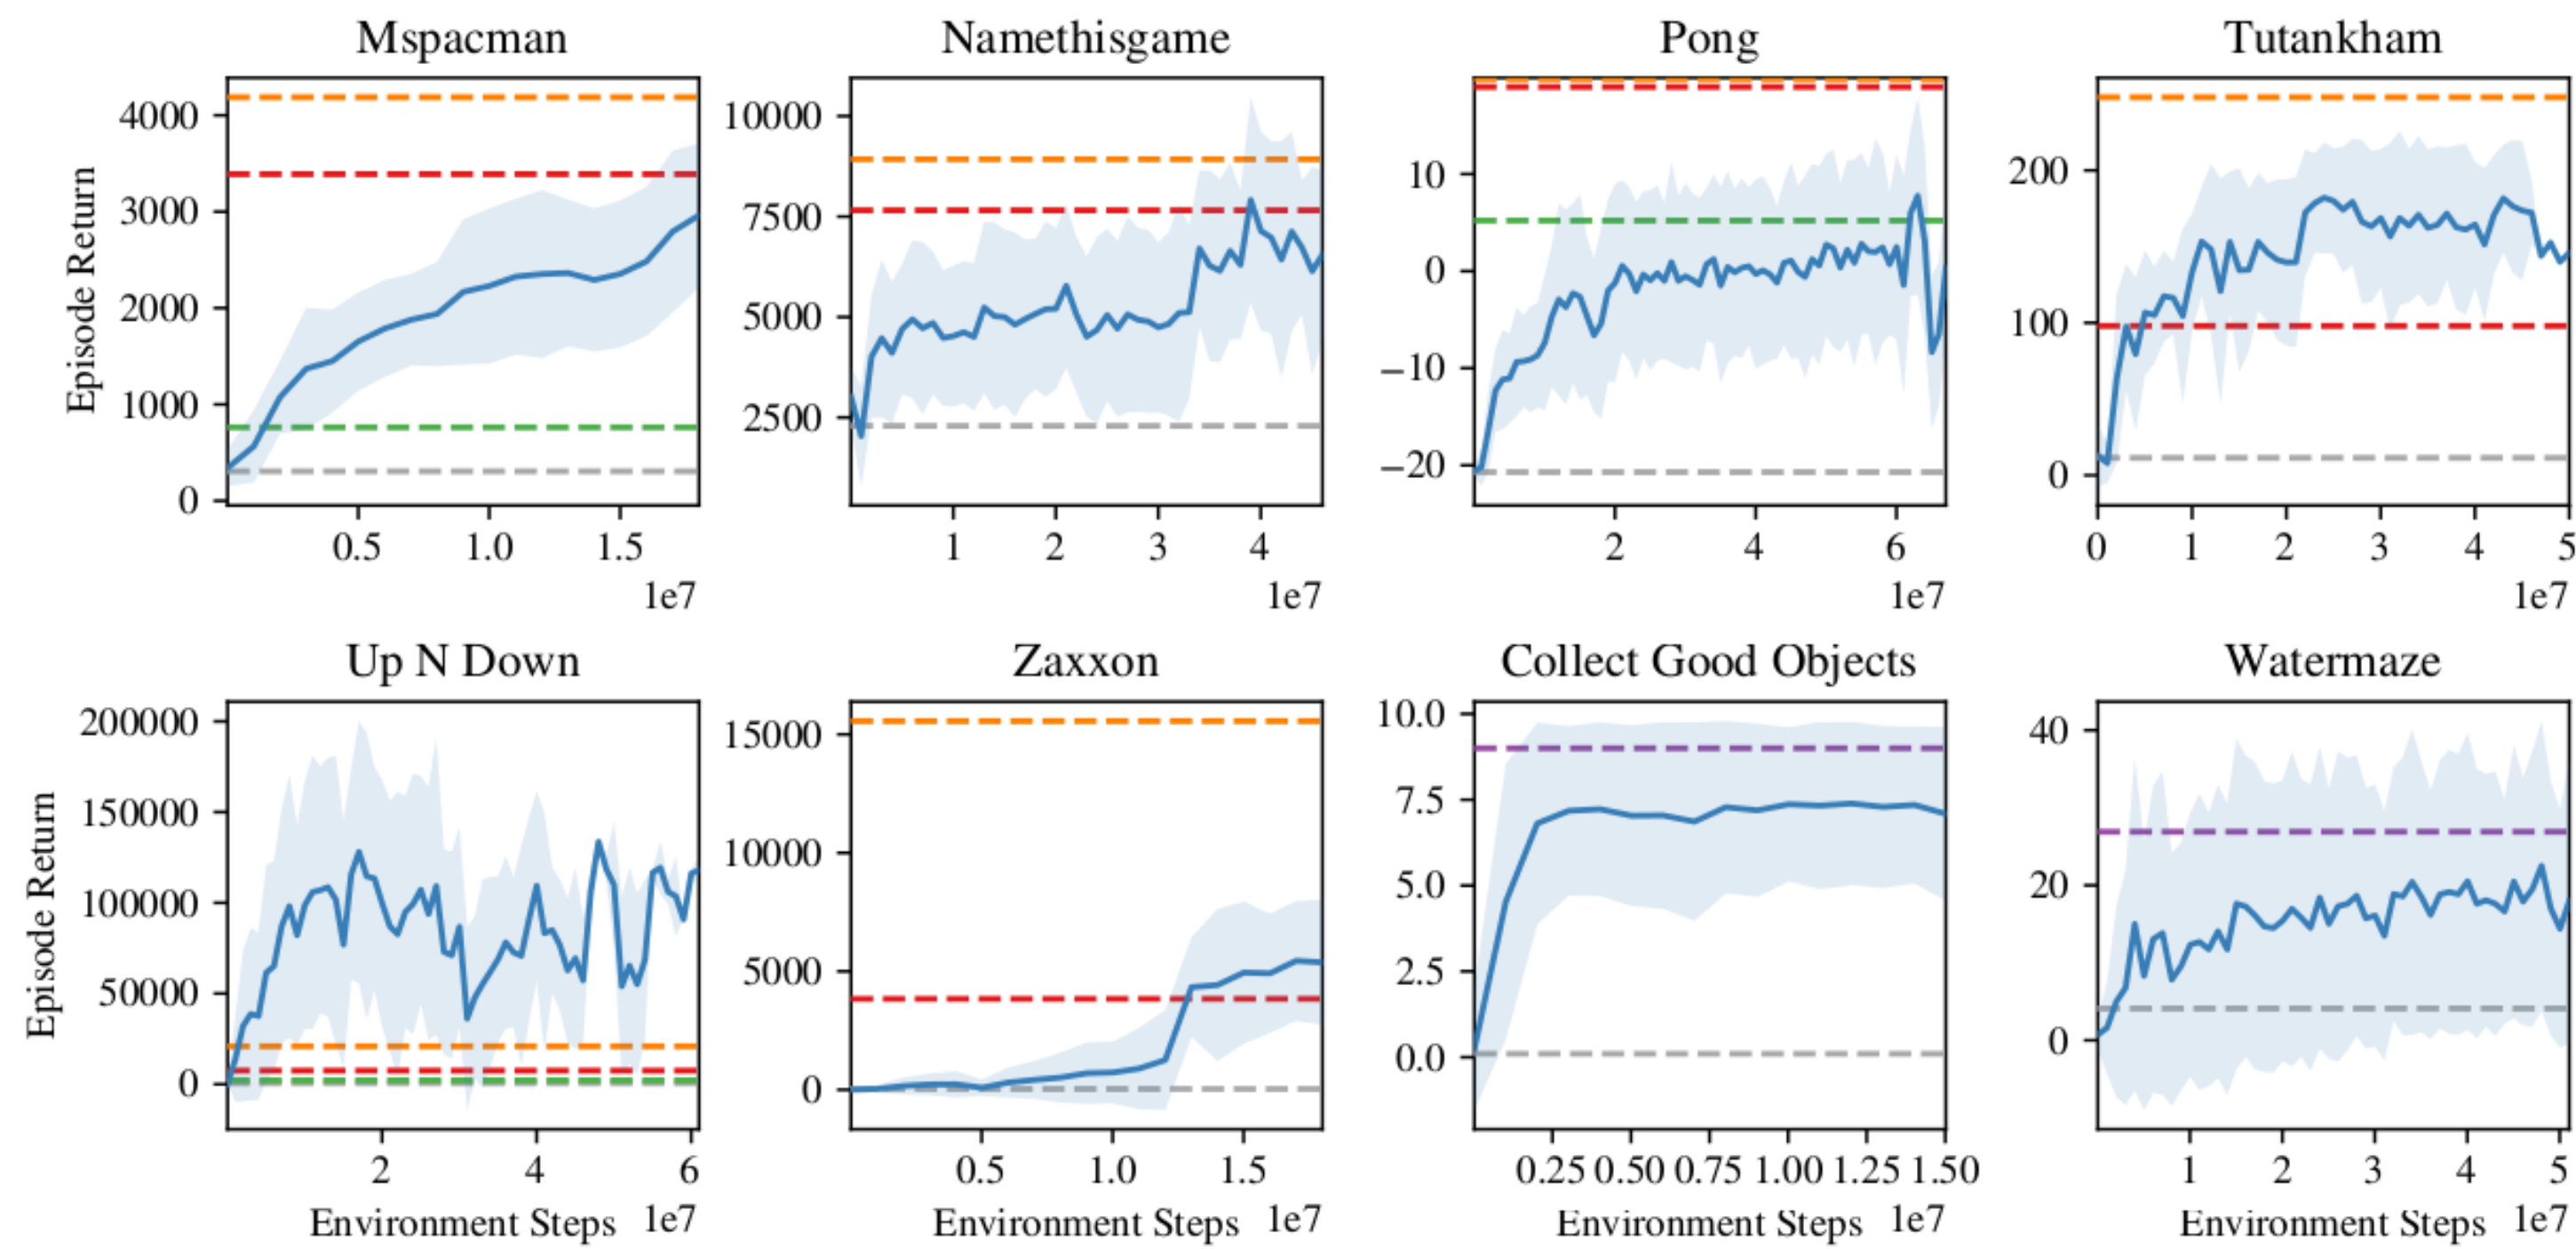 Mspacman
Namethisgame
Pong
Tutankham
Episode Return
4000
3000
2000
1000
0
0.5 1.0 1.5
1e7
10000
7500
5000
2500
1 2 3 4
1e7
10
0
−10
−20
2 4 6
1e7
200
100
0
0 1 2 3 4 5
1e7
Up N Down
Zaxxon
Collect Good Objects
Watermaze
Episode Return
200000
150000
100000
50000
0
2 4 6
Environment Steps 1e7
15000
10000
5000
0
0.5 1.0 1.5
Environment Steps 1e7
10.0
7.5
5.0
2.5
0.0
0.25 0.50 0.75 1.00 1.25 1.50
Environment Steps 1e7
40
20
0
1 2 3 4 5
Environment Steps 1e7